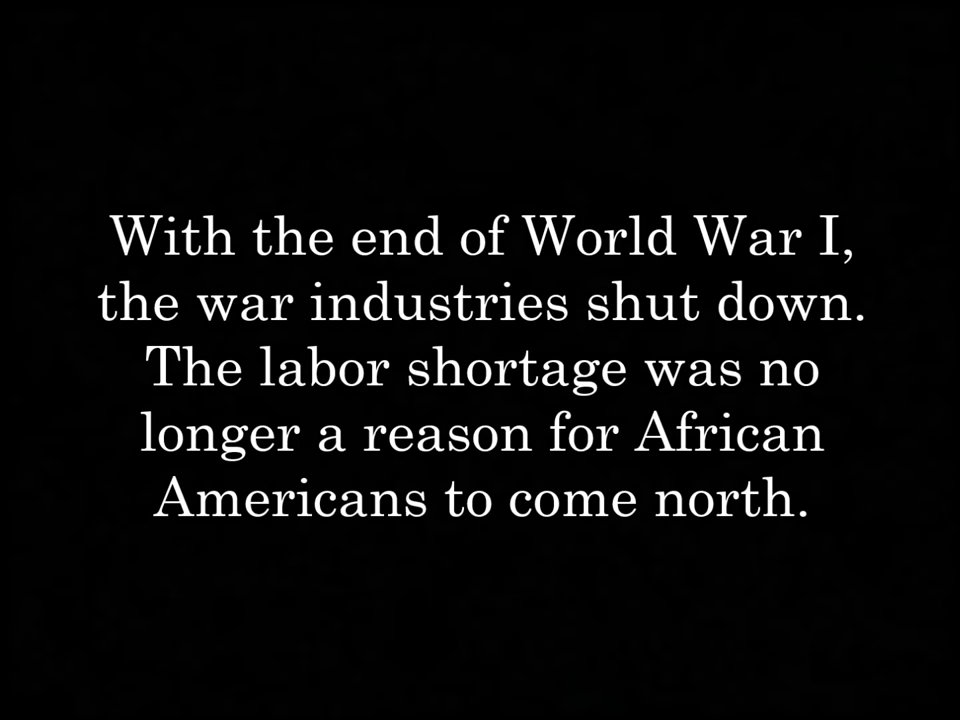 With the end of World War I,
the war industries shut down.
The labor shortage was no
longer a reason for African
Americans to come north.